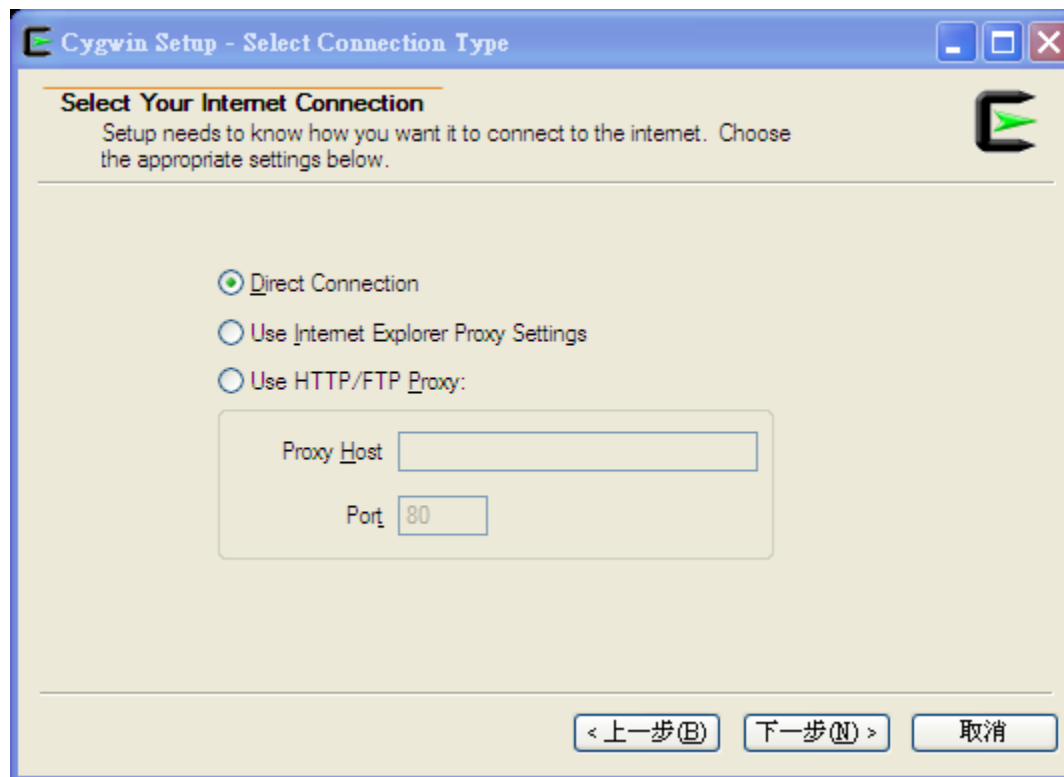 Cygwin Setup - Select Connection Type
Select Your Internet Connection
Setup needs to know how you want it to connect to the internet. Choose
the appropriate settings below.
Direct Connection
Use Internet Explorer Proxy Settings
Use HTTP/FTP Proxy:
Proxy Host
Port 80
<上一步(B) 下一步(N)> 取消